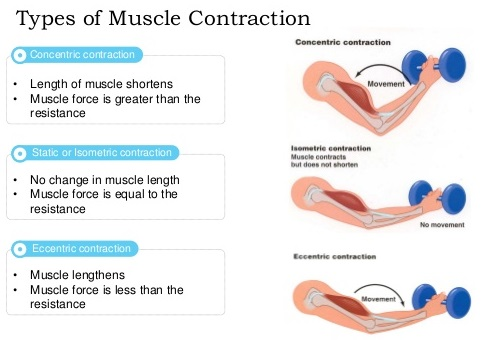 Types of Muscle Contraction
Concentric contraction
• Length of muscle shortens
• Muscle force is greater than the
resistance
Static or Isometric contraction
• No change in muscle length
• Muscle force is equal to the
resistance
Eccentric contraction
• Muscle lengthens
• Muscle force is less than the
resistance
Concentric contraction
Movement
Isometric contraction
Muscle contracts
but does not shorten
No movement
Eccentric contraction
Movement